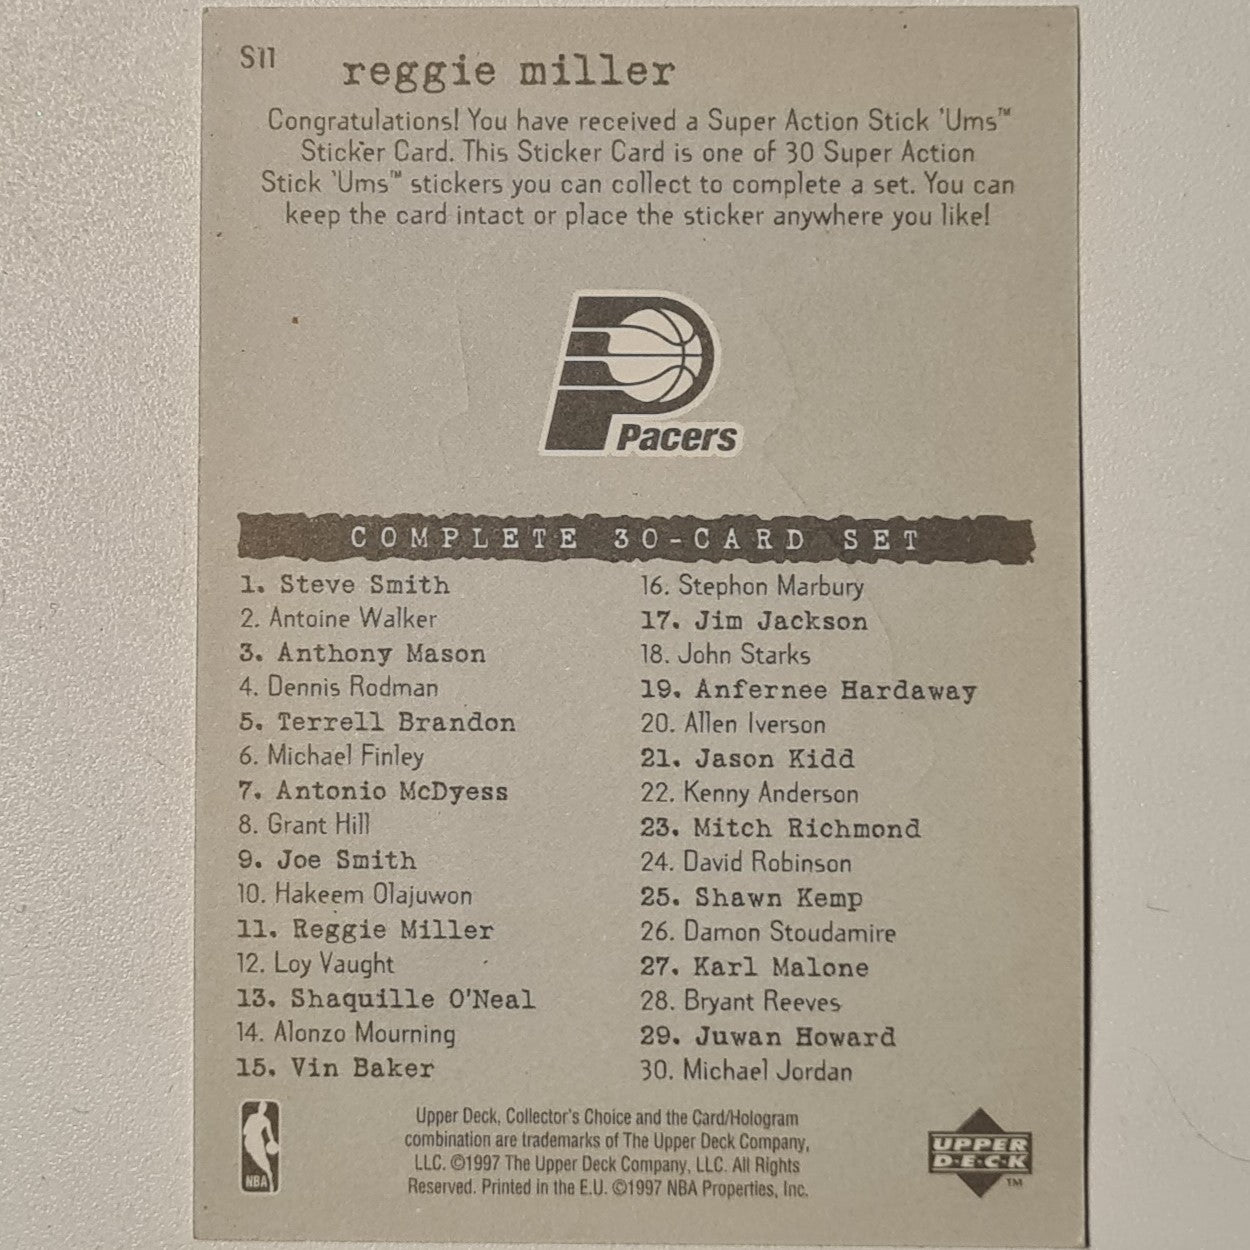 S11
reggie miller
Congratulations! You have received a Super Action Stick 'Ums™
Sticker Card. This Sticker Card is one of 30 Super Action
Stick 'Ums™ stickers you can collect to complete a set. You can
keep the card intact or place the sticker anywhere you like!
Pacers
COMPLETE 30-CARD SET
1. Steve Smith
2. Antoine Walker
3. Anthony Mason
4. Dennis Rodman
5. Terrell Brandon
6. Michael Finley
7. Antonio McDyess
8. Grant Hill
9. Joe Smith
10. Hakeem Olajuwon
11. Reggie Miller
12. Loy Vaught
13. Shaquille O'Neal
14. Alonzo Mourning
15. Vin Baker
16. Stephon Marbury
17. Jim Jackson
18. John Starks
19. Anfernee Hardaway
20. Allen Iverson
21. Jason Kidd
22. Kenny Anderson
23. Mitch Richmond
24. David Robinson
25. Shawn Kemp
26. Damon Stoudamire
27. Karl Malone
28. Bryant Reeves
29. Juwan Howard
30. Michael Jordan
NBA
Upper Deck, Collector's Choice and the Card/Hologram
combination are trademarks of The Upper Deck Company,
LLC. ©1997 The Upper Deck Company, LLC. All Rights
Reserved. Printed in the E.U. ©1997 NBA Properties, Inc.
UPPER
D·E·C·K
TM